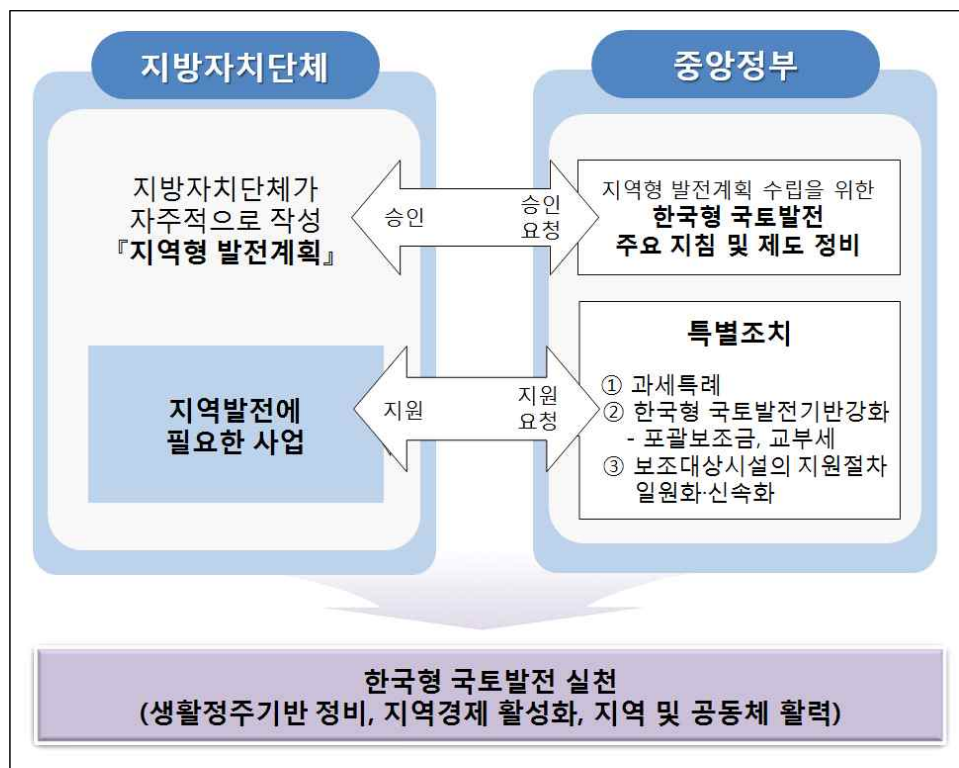 지방자치단체
중앙정부
지방자치단체가
자주적으로 작성
『지역형 발전계획』
승인
승인
요청
지역형 발전계획 수립을 위한
한국형 국토발전
주요 지침 및 제도 정비
지역발전에
필요한 사업
지원
지원
요청
특별조치
① 과세특례
② 한국형 국토발전기반강화
- 포괄보조금, 교부세
③ 보조대상시설의 지원절차
일원화·신속화
한국형 국토발전 실천
(생활정주기반 정비, 지역경제 활성화, 지역 및 공동체 활력)